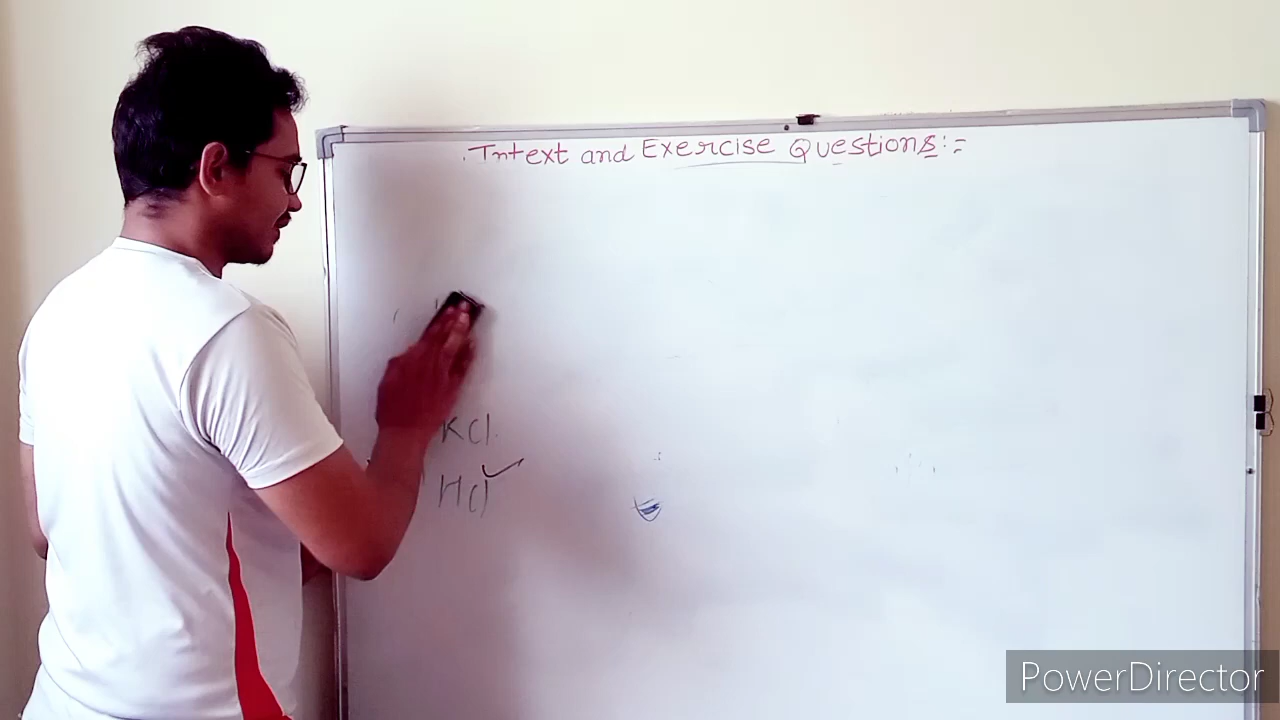 Intext and Exercise Questions:-
KCl.
HCl
PowerDirector